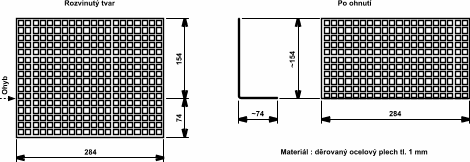 Rozvinutý tvar
Po ohnutí
154
~154
Ohyb
74
~74
284
284
Materiál : děrovaný ocelový plech tl. 1 mm